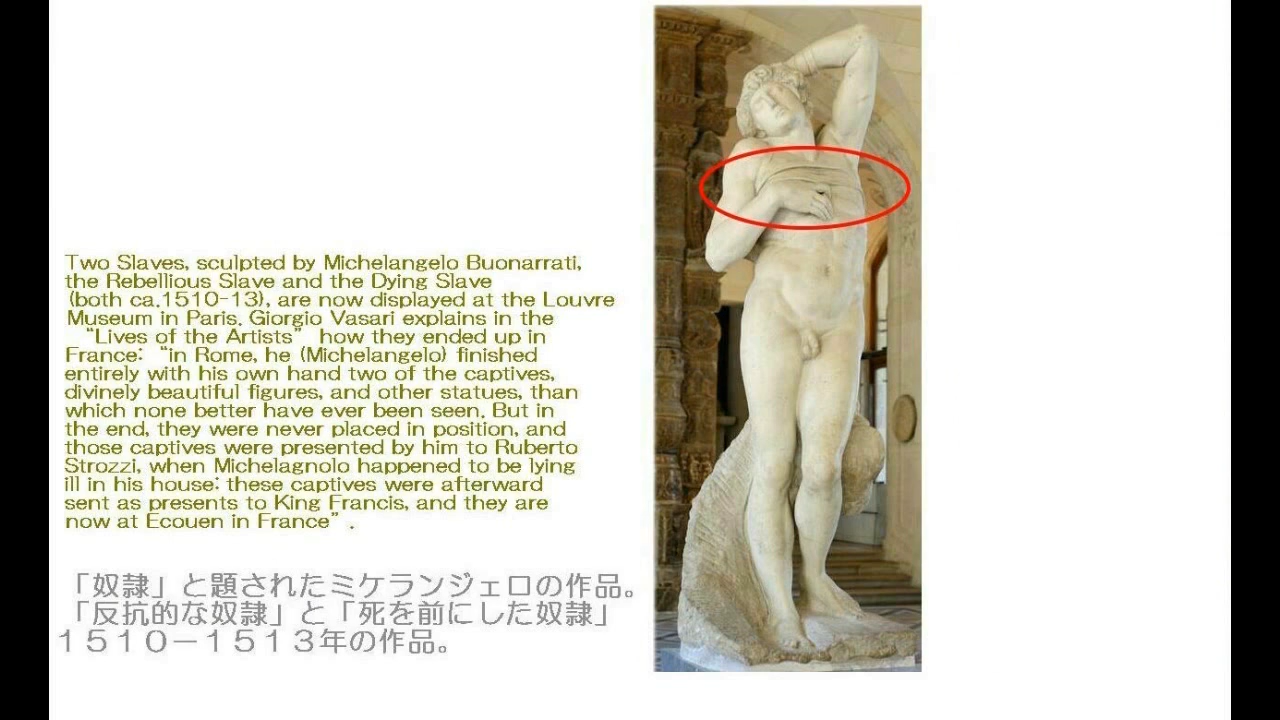 Two Slaves, sculpted by Michelangelo Buonarrati,
the Rebellious Slave and the Dying Slave
(both ca.1510-13), are now displayed at the Louvre
Museum in Paris. Giorgio Vasari explains in the
“Lives of the Artists” how they ended up in
France: “in Rome, he (Michelangelo) finished
entirely with his own hand two of the captives,
divinely beautiful figures, and other statues, than
which none better have ever been seen. But in
the end, they were never placed in position, and
those captives were presented by him to Ruberto
Strozzi, when Michelagnolo happened to be lying
ill in his house: these captives were afterward
sent as presents to King Francis, and they are
now at Ecouen in France”.
「奴隷」と題されたミケランジェロの作品。
「反抗的な奴隷」と「死を前にした奴隷」
１５１０－１５１３年の作品。